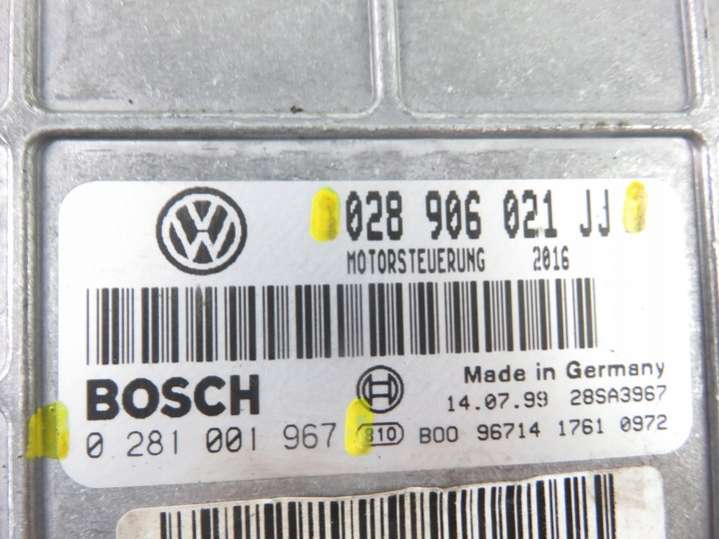 028 906 021 JJ
MOTORSTEUERUNG 2016
BOSCH
Made in Germany
14.07.99 28SA3967
0 281 001 967
810 B00 96714 1761 0972